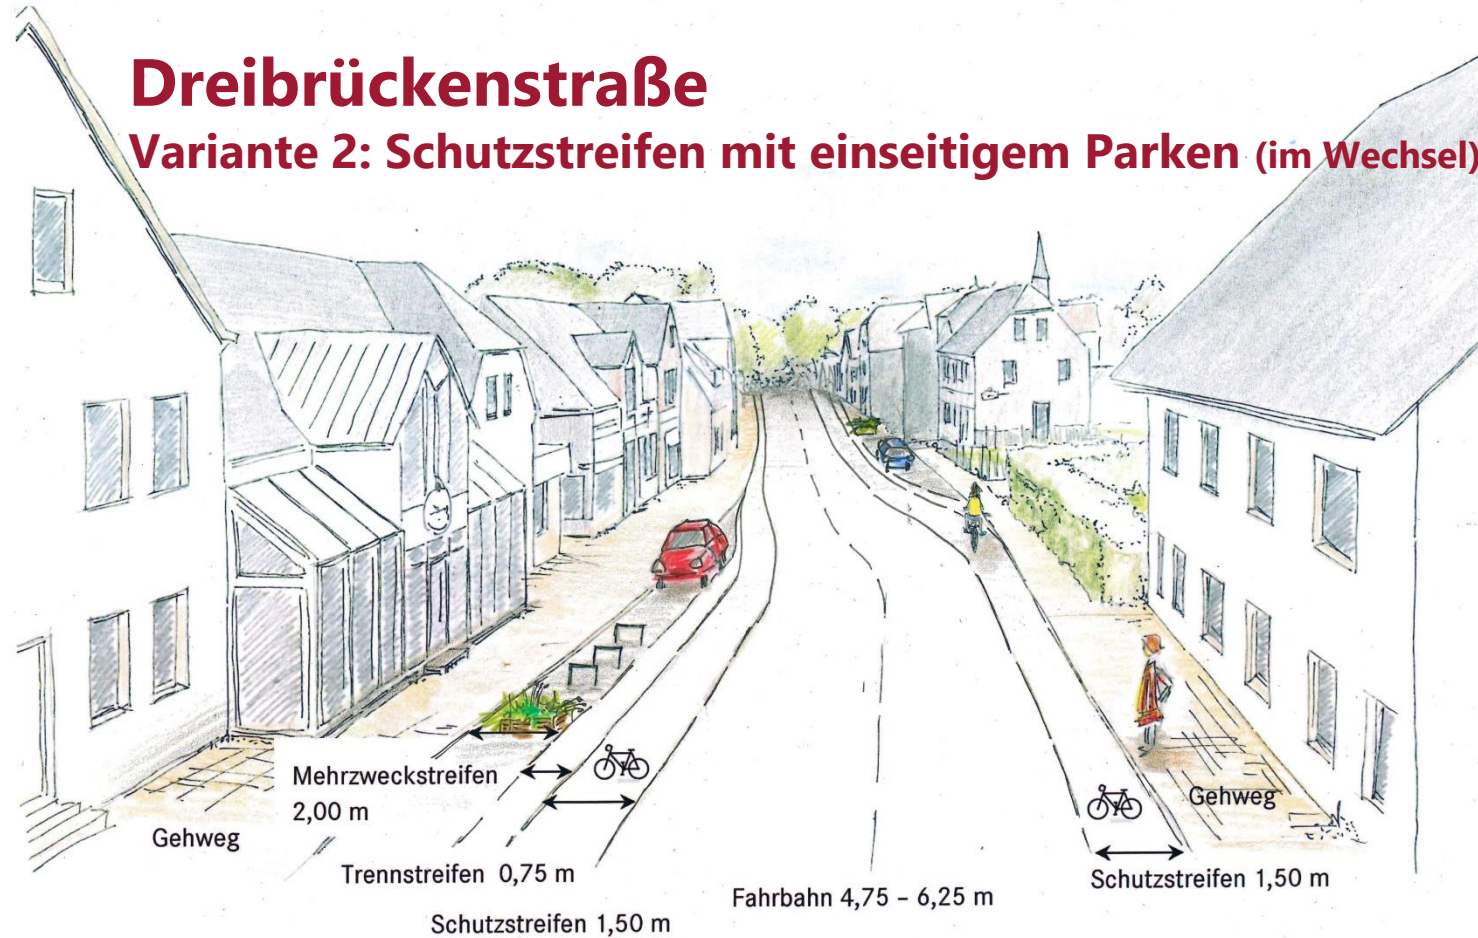 Dreibrückenstraße
Variante 2: Schutzstreifen mit einseitigem Parken (im Wechsel)
Mehrzweckstreifen
2,00 m
Gehweg
Gehweg
Trennstreifen 0,75 m
Schutzstreifen 1,50 m
Fahrbahn 4,75 – 6,25 m
Schutzstreifen 1,50 m